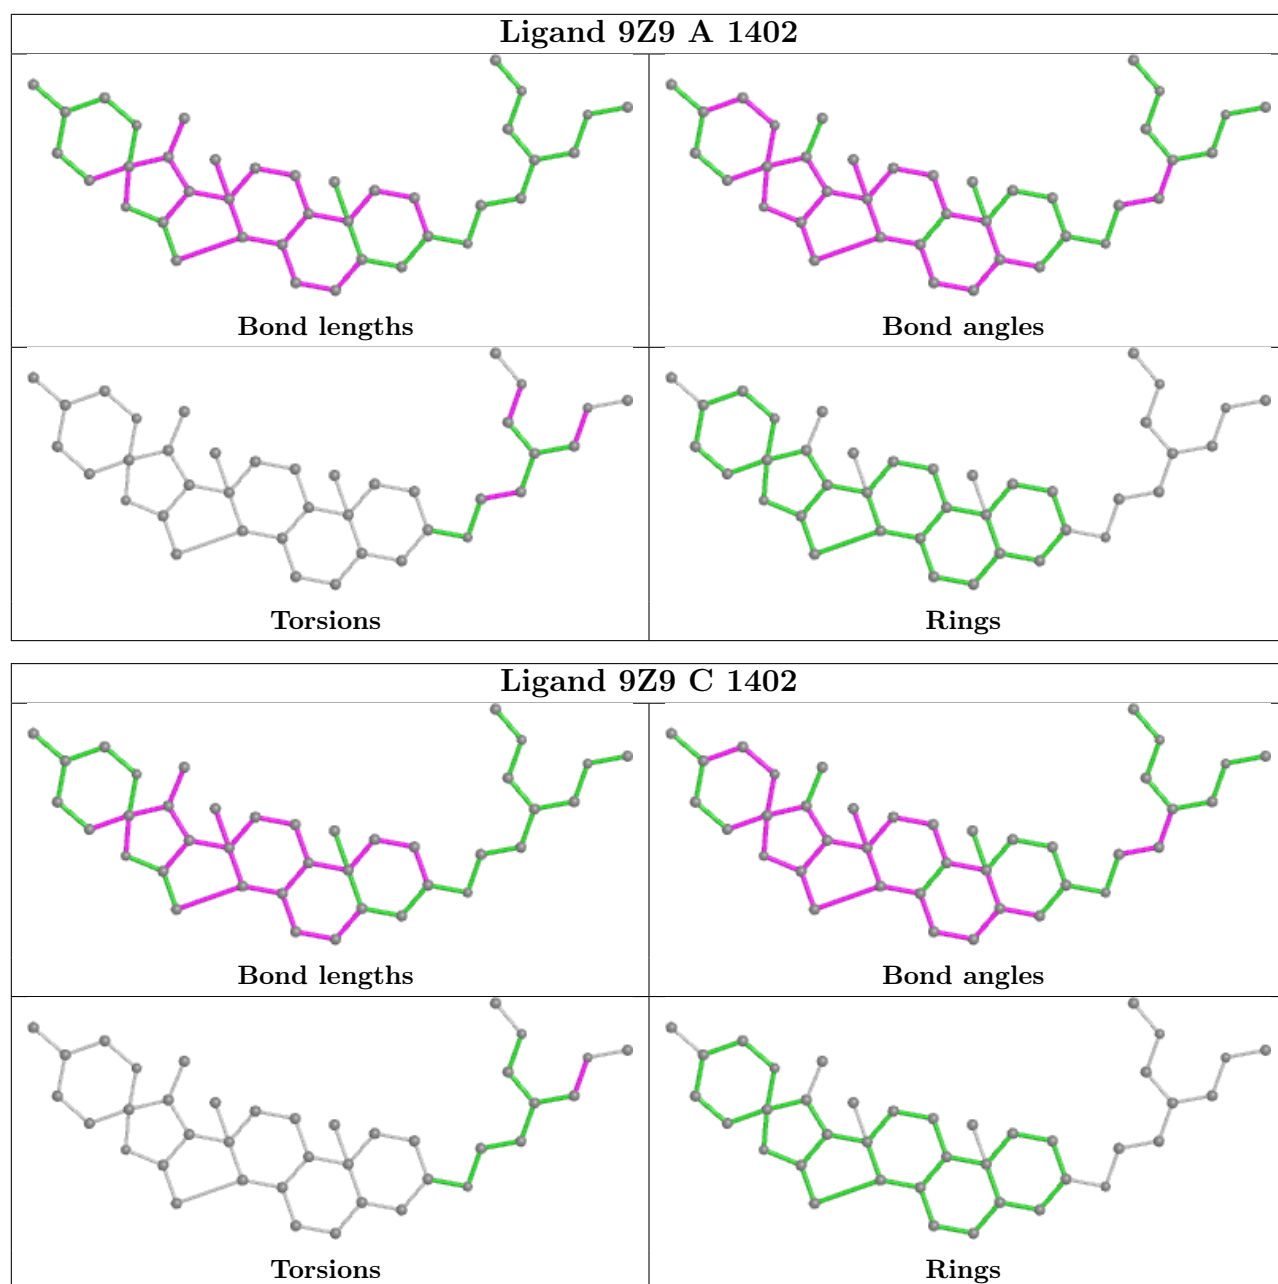 Ligand 9Z9 A 1402
Bond lengths
Bond angles
Torsions
Rings
Ligand 9Z9 C 1402
Bond lengths
Bond angles
Torsions
Rings